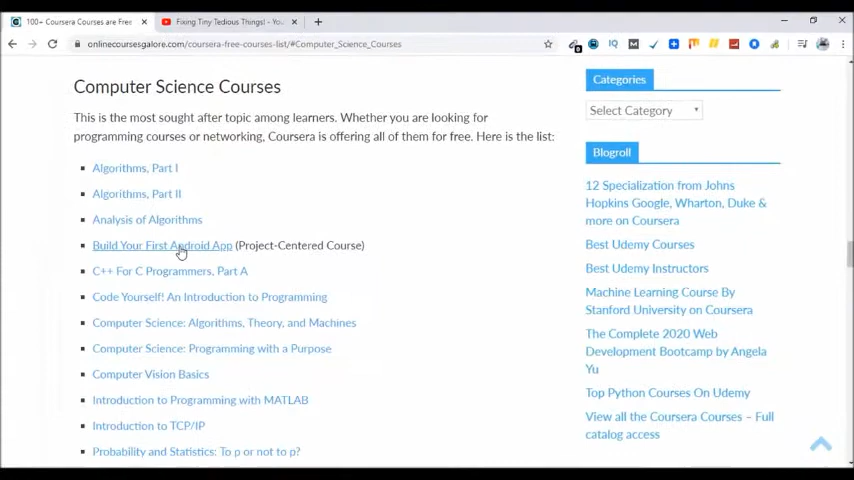 100+ Coursera Courses are Free
Fixing Tiny Tedious Things! - You
onlinecoursesgalore.com/coursera-free-courses-list/#Computer_Science_Courses
Computer Science Courses
This is the most sought after topic among learners. Whether you are looking for
programming courses or networking, Coursera is offering all of them for free. Here is the list:
Algorithms, Part I
Algorithms, Part II
Analysis of Algorithms
Build Your First Android App (Project-Centered Course)
C++ For C Programmers, Part A
Code Yourself! An Introduction to Programming
Computer Science: Algorithms, Theory, and Machines
Computer Science: Programming with a Purpose
Computer Vision Basics
Introduction to Programming with MATLAB
Introduction to TCP/IP
Probability and Statistics: To p or not to p?
Categories
Select Category
Blogroll
12 Specialization from Johns
Hopkins Google, Wharton, Duke &
more on Coursera
Best Udemy Courses
Best Udemy Instructors
Machine Learning Course By
Stanford University on Coursera
The Complete 2020 Web
Development Bootcamp by Angela
Yu
Top Python Courses On Udemy
View all the Coursera Courses – Full
catalog access